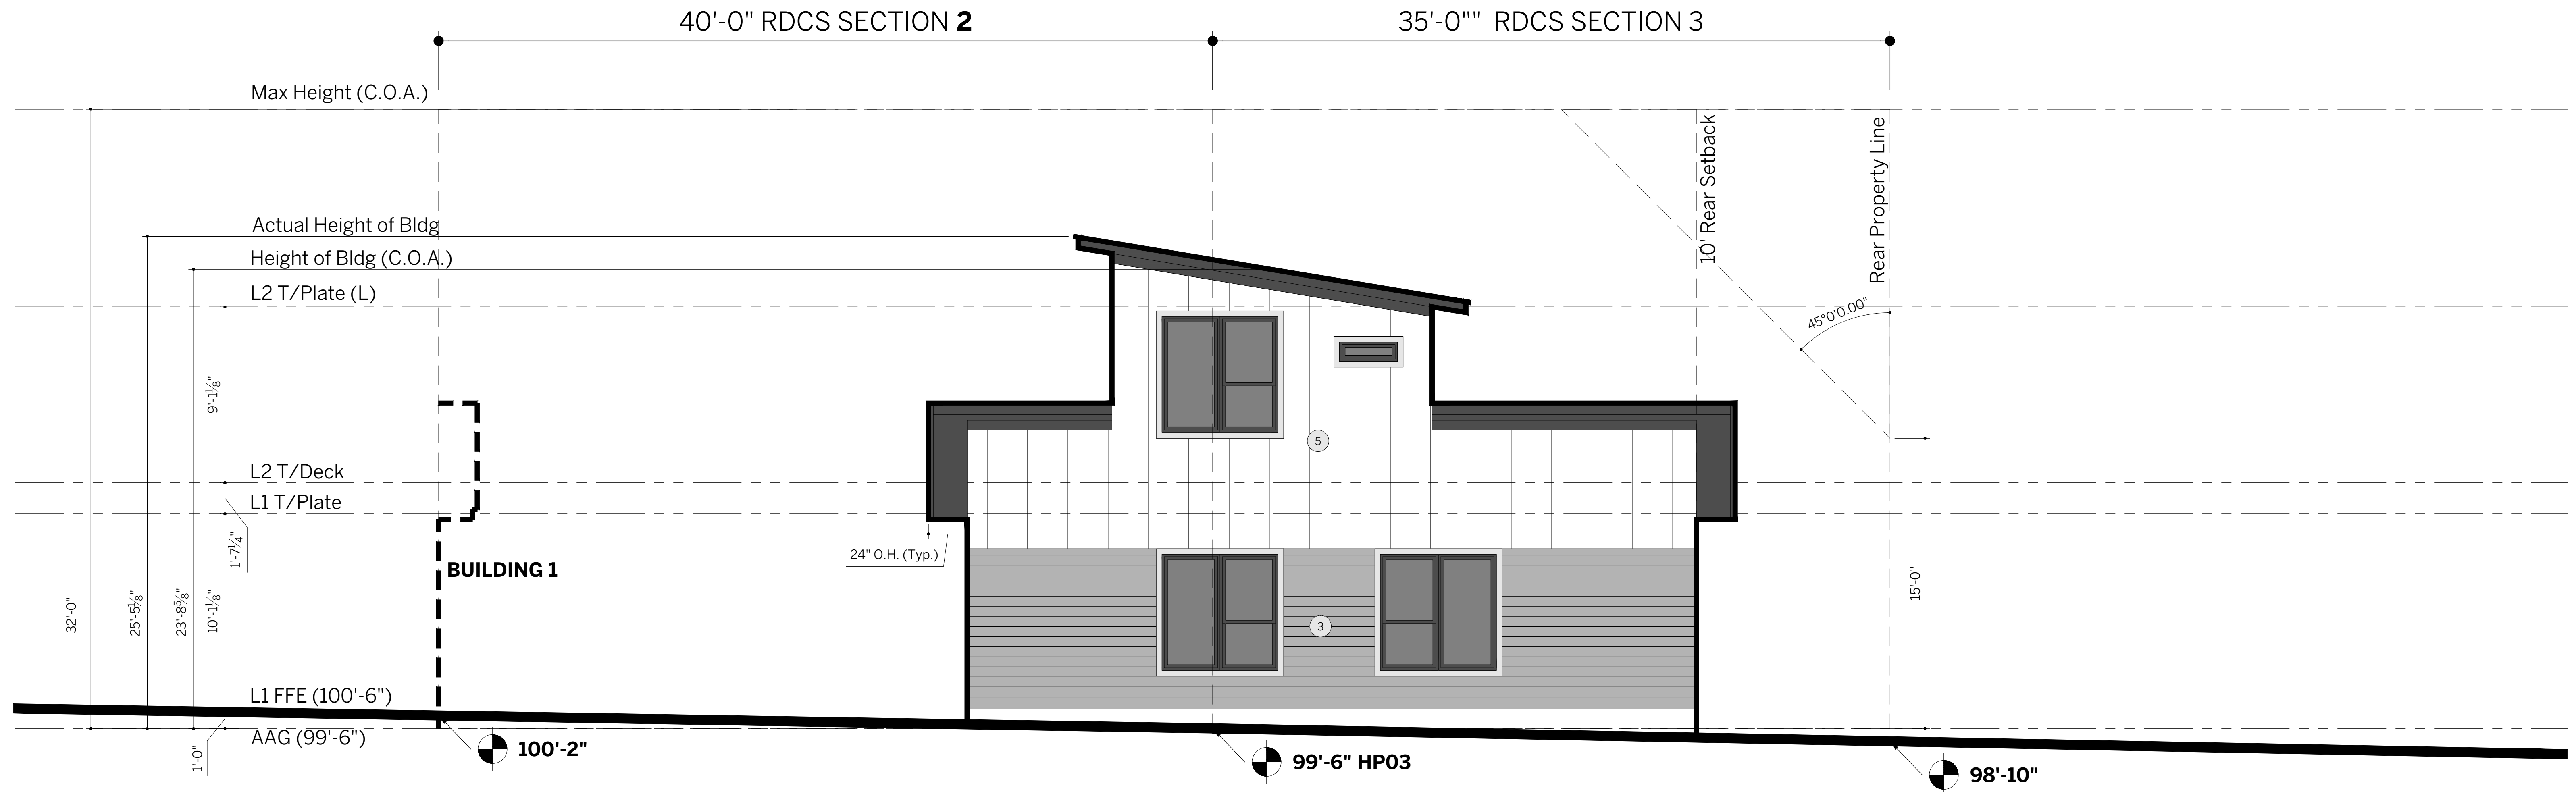 40'-0" RDCS SECTION 2
35'-0"" RDCS SECTION 3
Max Height (C.O.A.)
10' Rear Setback
Rear Property Line
Actual Height of Bldg
Height of Bldg (C.O.A.)
L2 T/Plate (L)
45°0'0.00"
9'-1⅛"
5
L2 T/Deck
L1 T/Plate
1'-7¼"
24" O.H. (Typ.)
BUILDING 1
32'-0"
25'-5⅛"
23'-8⅝"
10'-1⅛"
15'-0"
3
L1 FFE (100'-6")
AAG (99'-6")
1'-0"
100'-2"
99'-6" HP03
98'-10"